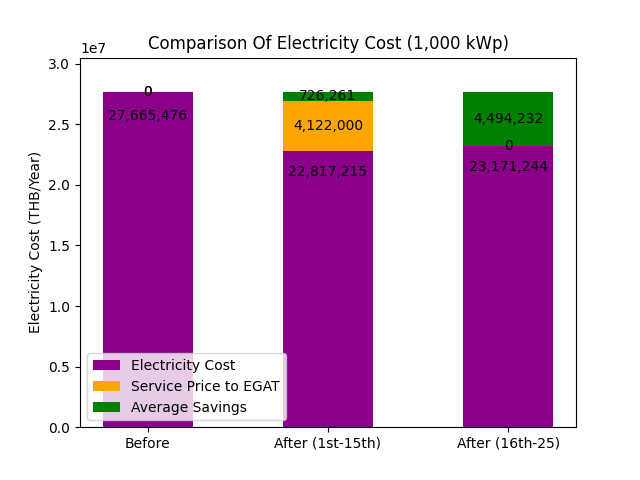 Comparison Of Electricity Cost (1,000 kWp)
1e7
3.0
2.5
2.0
1.5
1.0
0.5
0.0
Electricity Cost (THB/Year)
0
27,665,476
726,261
4,122,000
22,817,215
4,494,232
0
23,171,244
Electricity Cost
Service Price to EGAT
Average Savings
Before
After (1st-15th)
After (16th-25)